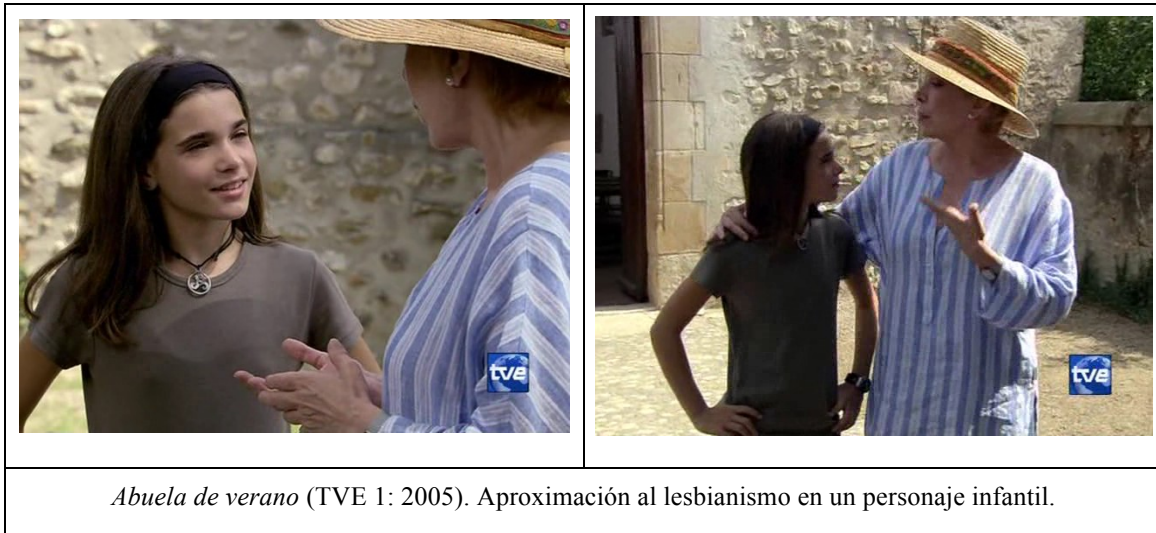 tve
tve
Abuela de verano (TVE 1: 2005). Aproximación al lesbianismo en un personaje infantil.